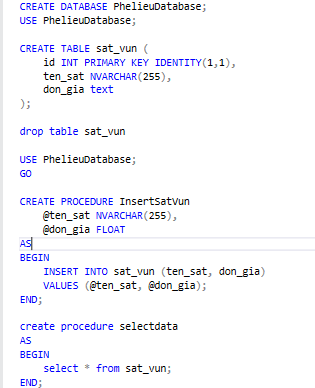 CREATE DATABASE PhelieuDatabase;
USE PhelieuDatabase;
CREATE TABLE sat_vun (
id INT PRIMARY KEY IDENTITY(1,1),
ten_sat NVARCHAR(255),
don_gia text
);
drop table sat_vun
USE PhelieuDatabase;
GO
CREATE PROCEDURE InsertSatVun
@ten_sat NVARCHAR(255),
@don_gia FLOAT
AS
BEGIN
INSERT INTO sat_vun (ten_sat, don_gia)
VALUES (@ten_sat, @don_gia);
END;
create procedure selectdata
AS
BEGIN
select * from sat_vun;
END;